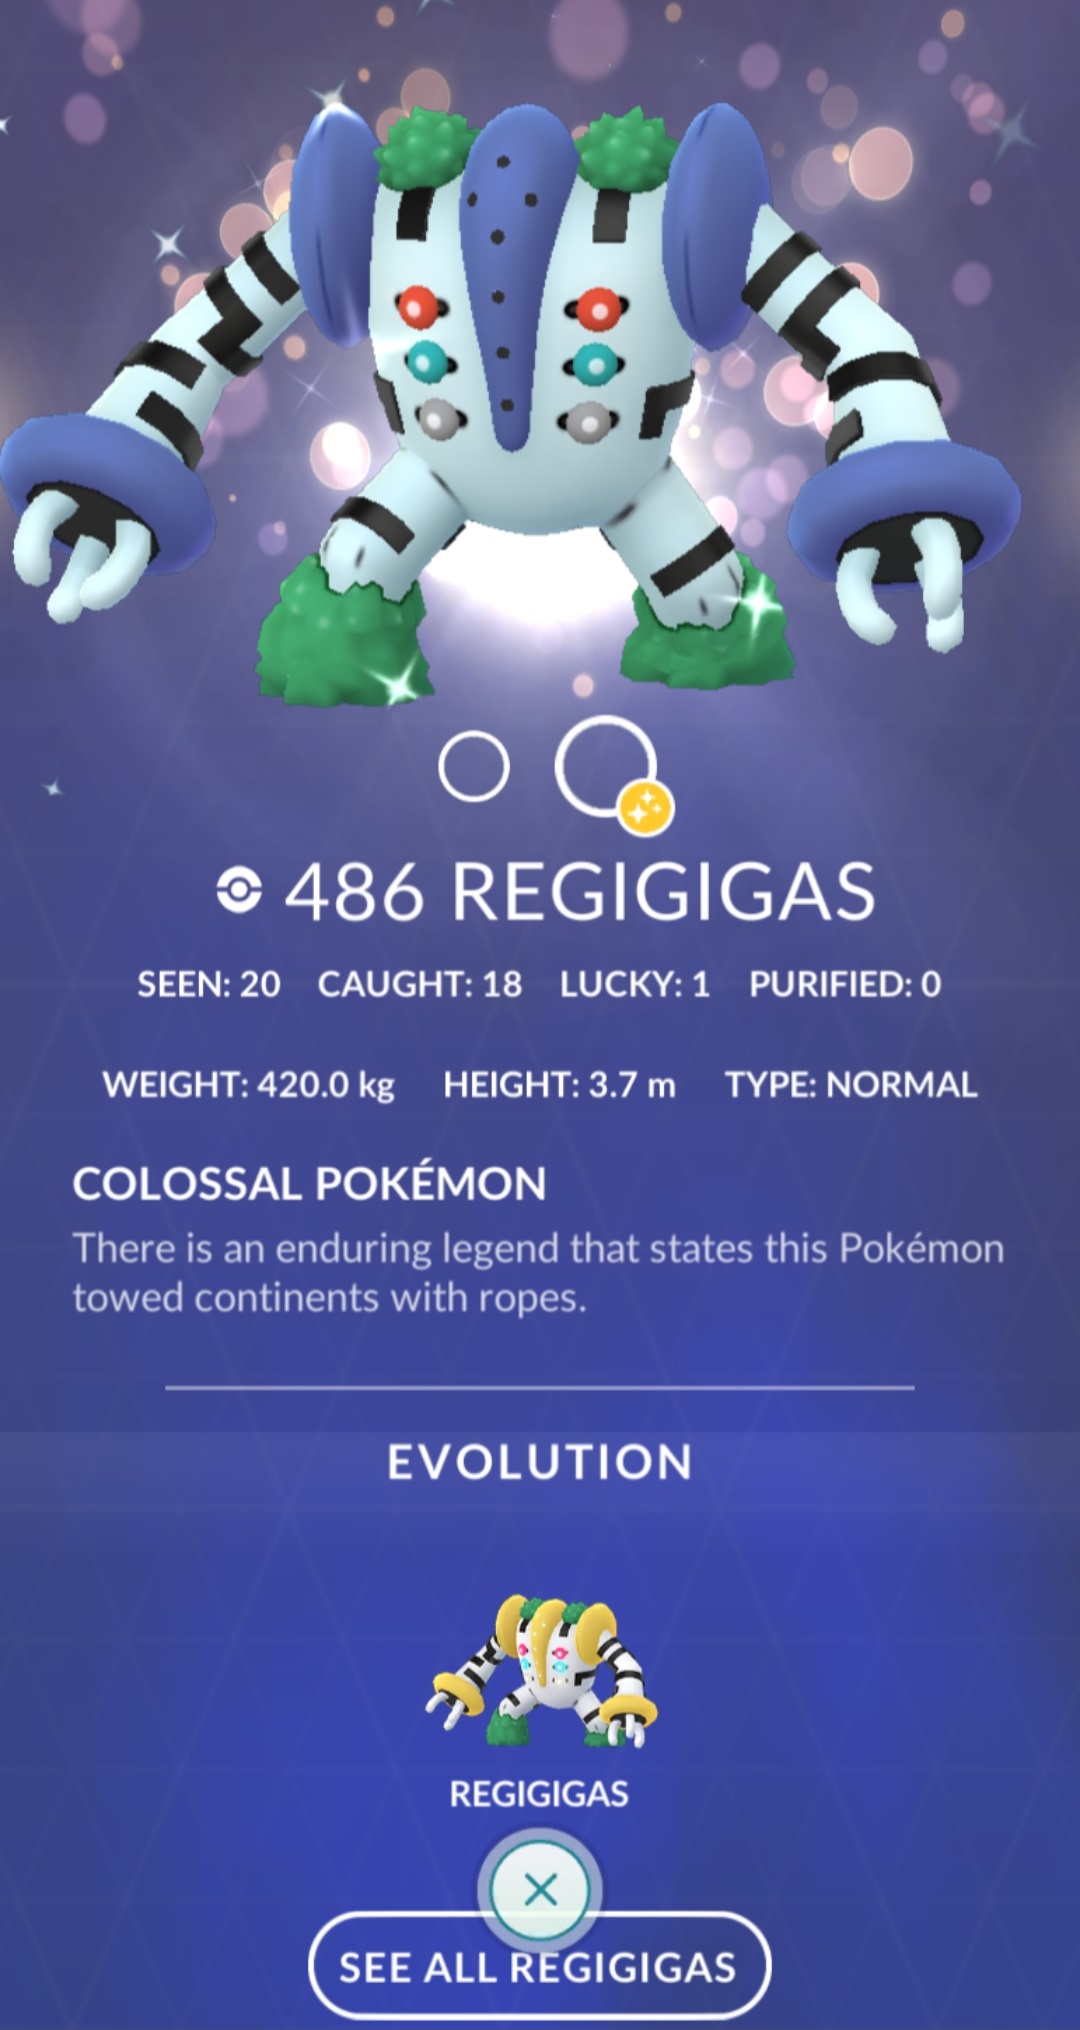 486 REGIGIGAS
SEEN: 20 CAUGHT: 18 LUCKY: 1 PURIFIED: 0
WEIGHT: 420.0 kg HEIGHT: 3.7 m TYPE: NORMAL
COLOSSAL POKÉMON
There is an enduring legend that states this Pokémon
towed continents with ropes.
EVOLUTION
REGIGIGAS
SEE ALL REGIGIGAS